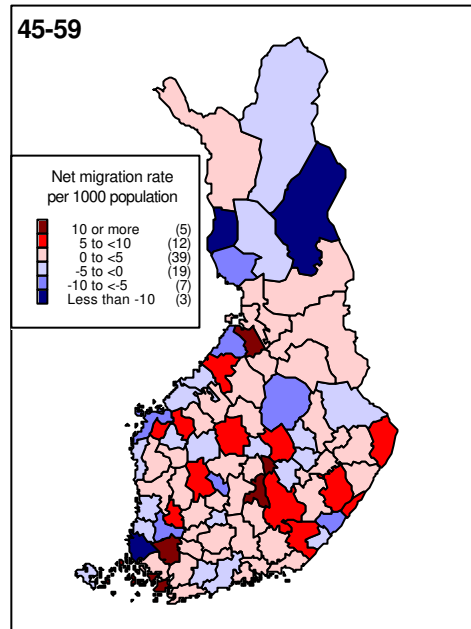 45-59
Net migration rate
per 1000 population
10 or more (5)
5 to <10 (12)
0 to <5 (39)
-5 to <0 (19)
-10 to <-5 (7)
Less than -10 (3)